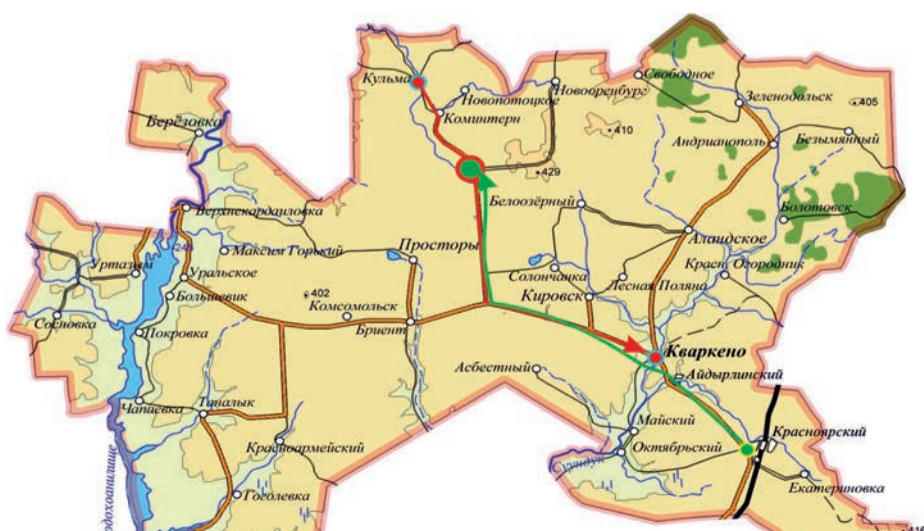 Кульма
Новопотоцкое
Новооренбург
Свободное
Зеленодольск
405
Коминтерн
Берёзовка
410
Андрианополь
Безымянный
429
Белоозёрный
Верхнекардаиловка
Болотовск
Аландское
245
Максим Горький
Просторы
Уртазым
Солончанка
Красн. Огородник
Уральское
Лесная Поляна
402
Большевик
Кировск
Комсомольск
Сосновка
Бриент
Покровка
Кваркено
Асбестный
Айдырлинский
Чапаевка
Таналык
Майский
Красноярский
Красноармейский
Октябрьский
Суундук
Екатериновка
Гоголевка